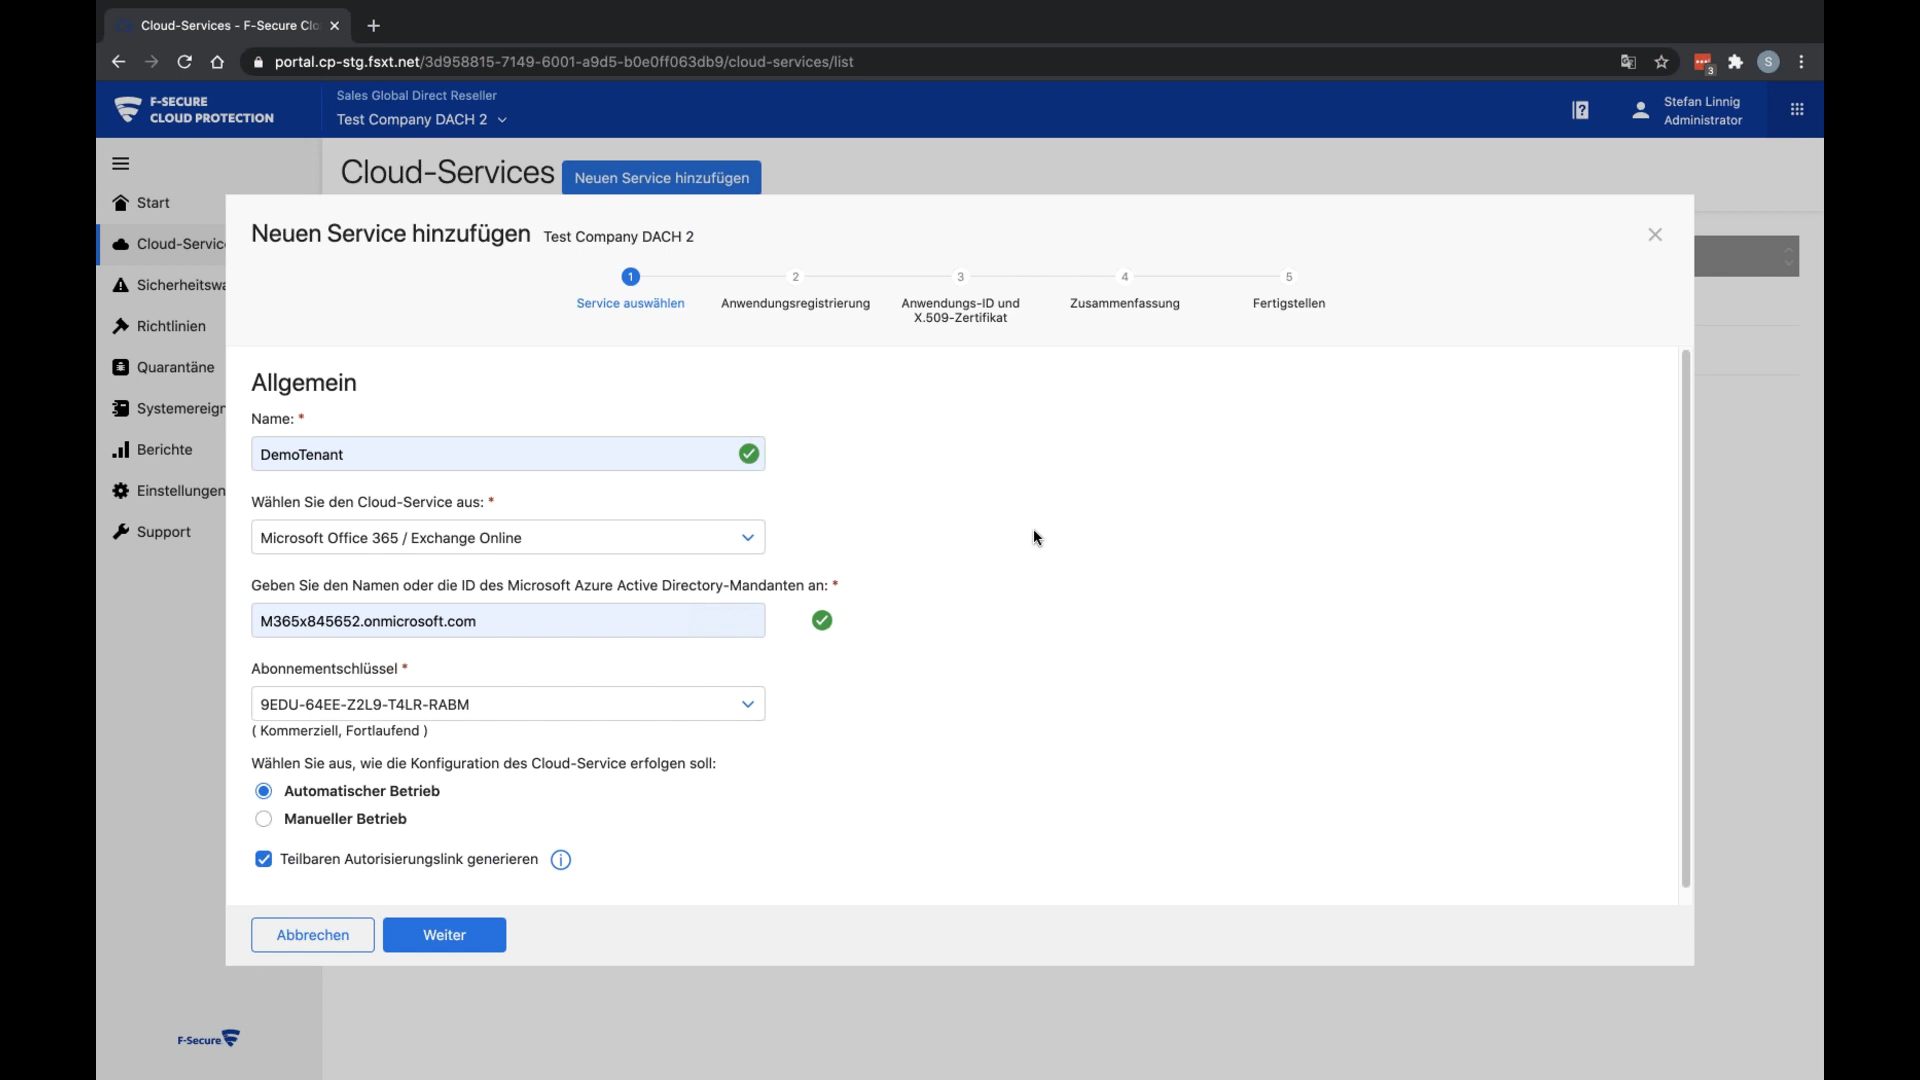 Cloud-Services - F-Secure Clo
portal.cp-stg.fsxt.net/3d958815-7149-6001-a9d5-b0e0ff063db9/cloud-services/list
3
S
F-SECURE
CLOUD PROTECTION
Sales Global Direct Reseller
Test Company DACH 2
Stefan Linnig
Administrator
Cloud-Services
Neuen Service hinzufügen
Start
Cloud-Service
Sicherheitswa
Richtlinien
Quarantäne
Systemereign
Berichte
Einstellungen
Support
F-Secure
Neuen Service hinzufügen Test Company DACH 2
1 2 3 4 5
Service auswählen Anwendungsregistrierung Anwendungs-ID und Zusammenfassung Fertigstellen
X.509-Zertifikat
Allgemein
Name: *
DemoTenant
Wählen Sie den Cloud-Service aus: *
Microsoft Office 365 / Exchange Online
Geben Sie den Namen oder die ID des Microsoft Azure Active Directory-Mandanten an: *
M365x845652.onmicrosoft.com
Abonnementschlüssel *
9EDU-64EE-Z2L9-T4LR-RABM
( Kommerziell, Fortlaufend )
Wählen Sie aus, wie die Konfiguration des Cloud-Service erfolgen soll:
Automatischer Betrieb
Manueller Betrieb
Teilbaren Autorisierungslink generieren
Abbrechen
Weiter